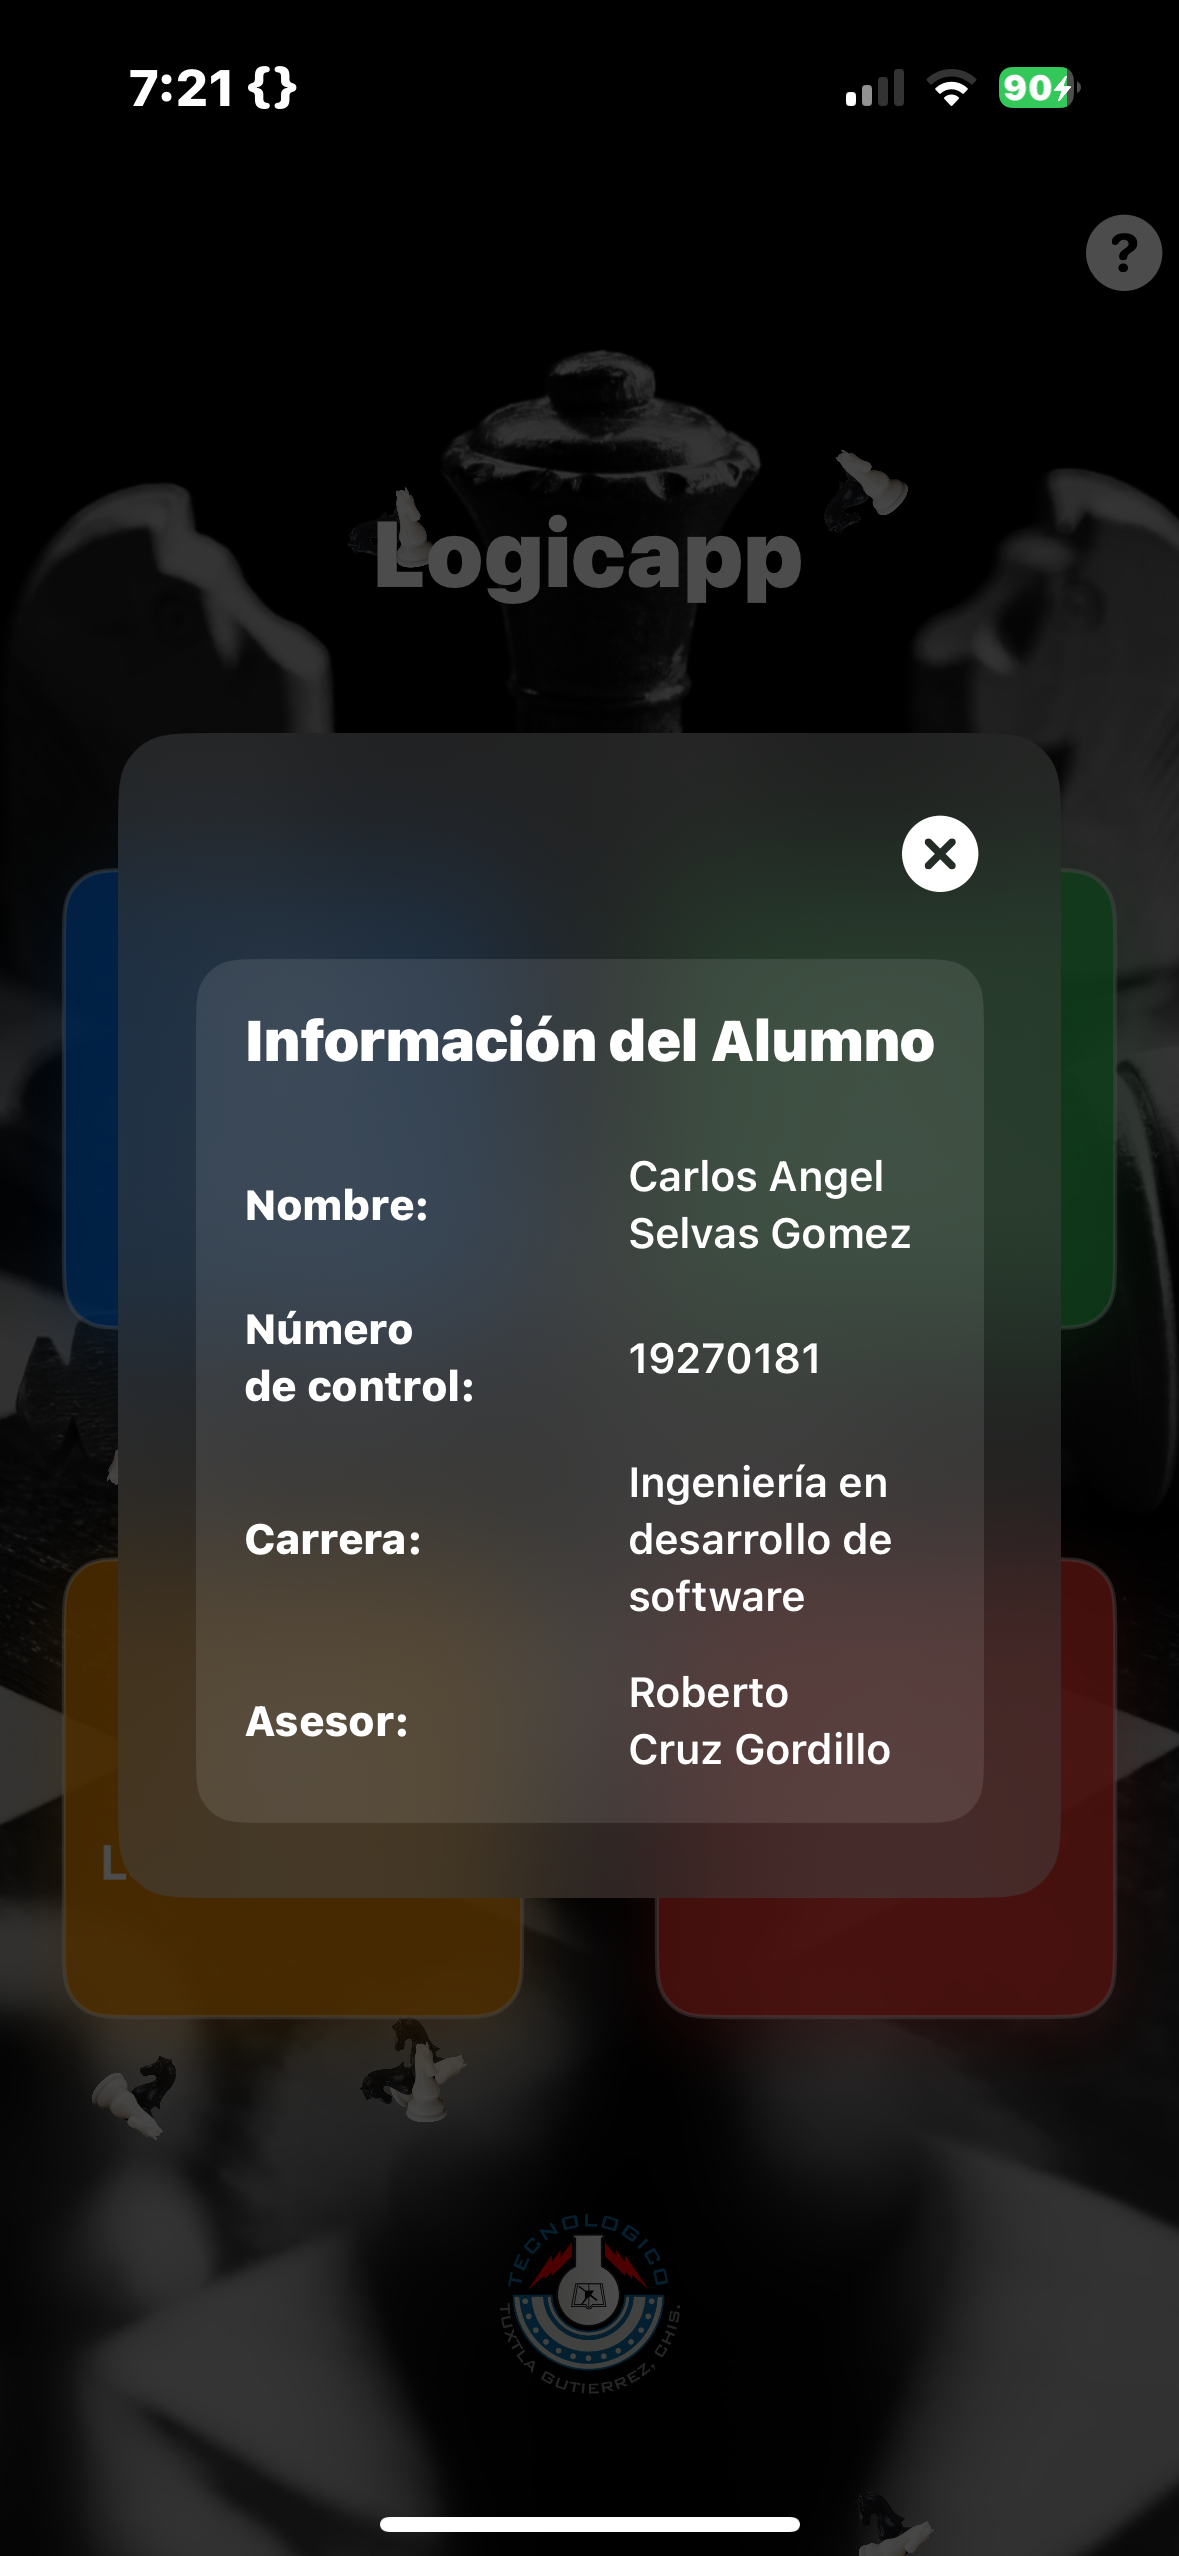 7:21 {}
90
?
Logicapp
Información del Alumno
Nombre:
Carlos Angel
Selvas Gomez
Número
de control:
19270181
Carrera:
Ingeniería en
desarrollo de
software
Asesor:
Roberto
Cruz Gordillo
L
TECNOLOGICO
TUXTLA GUTIERREZ, CHIS.